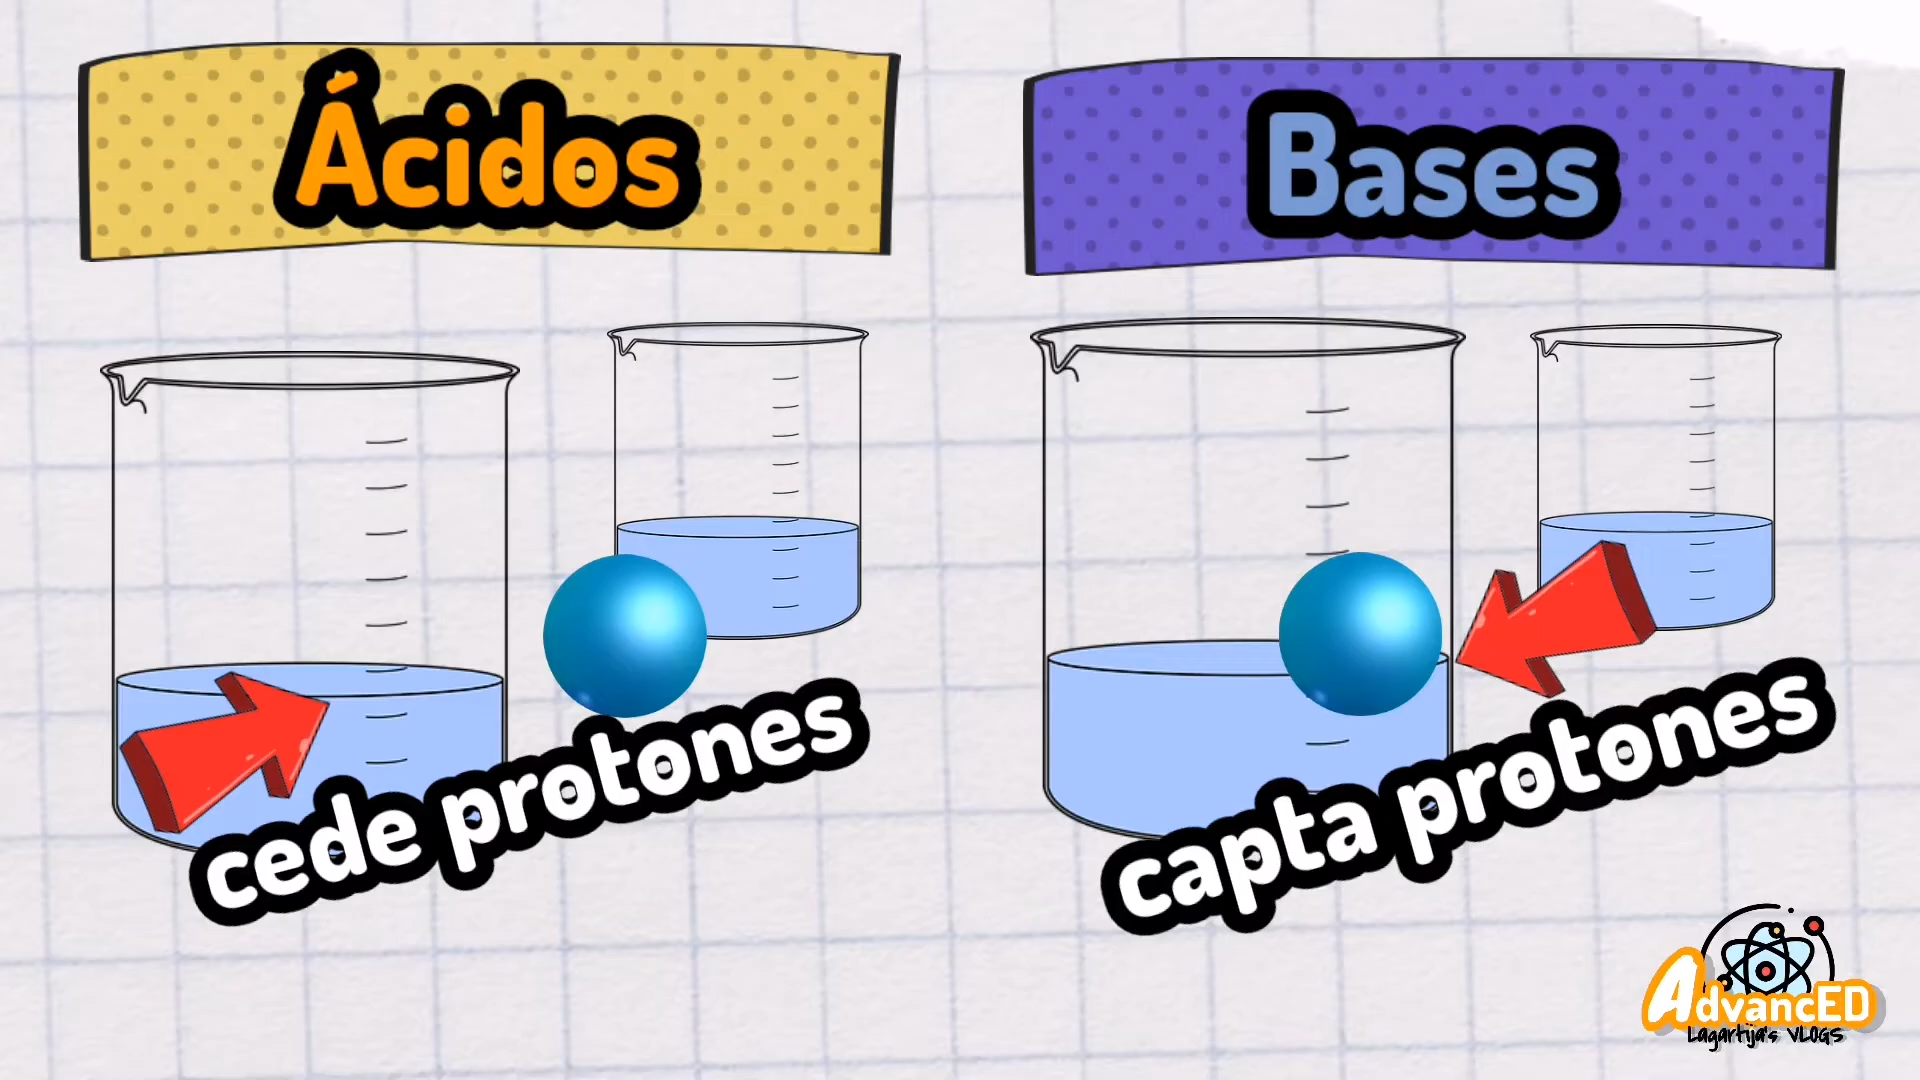 Ácidos
Bases
cede protones
capta protones
AdvancED
Lagartija's VLOGS